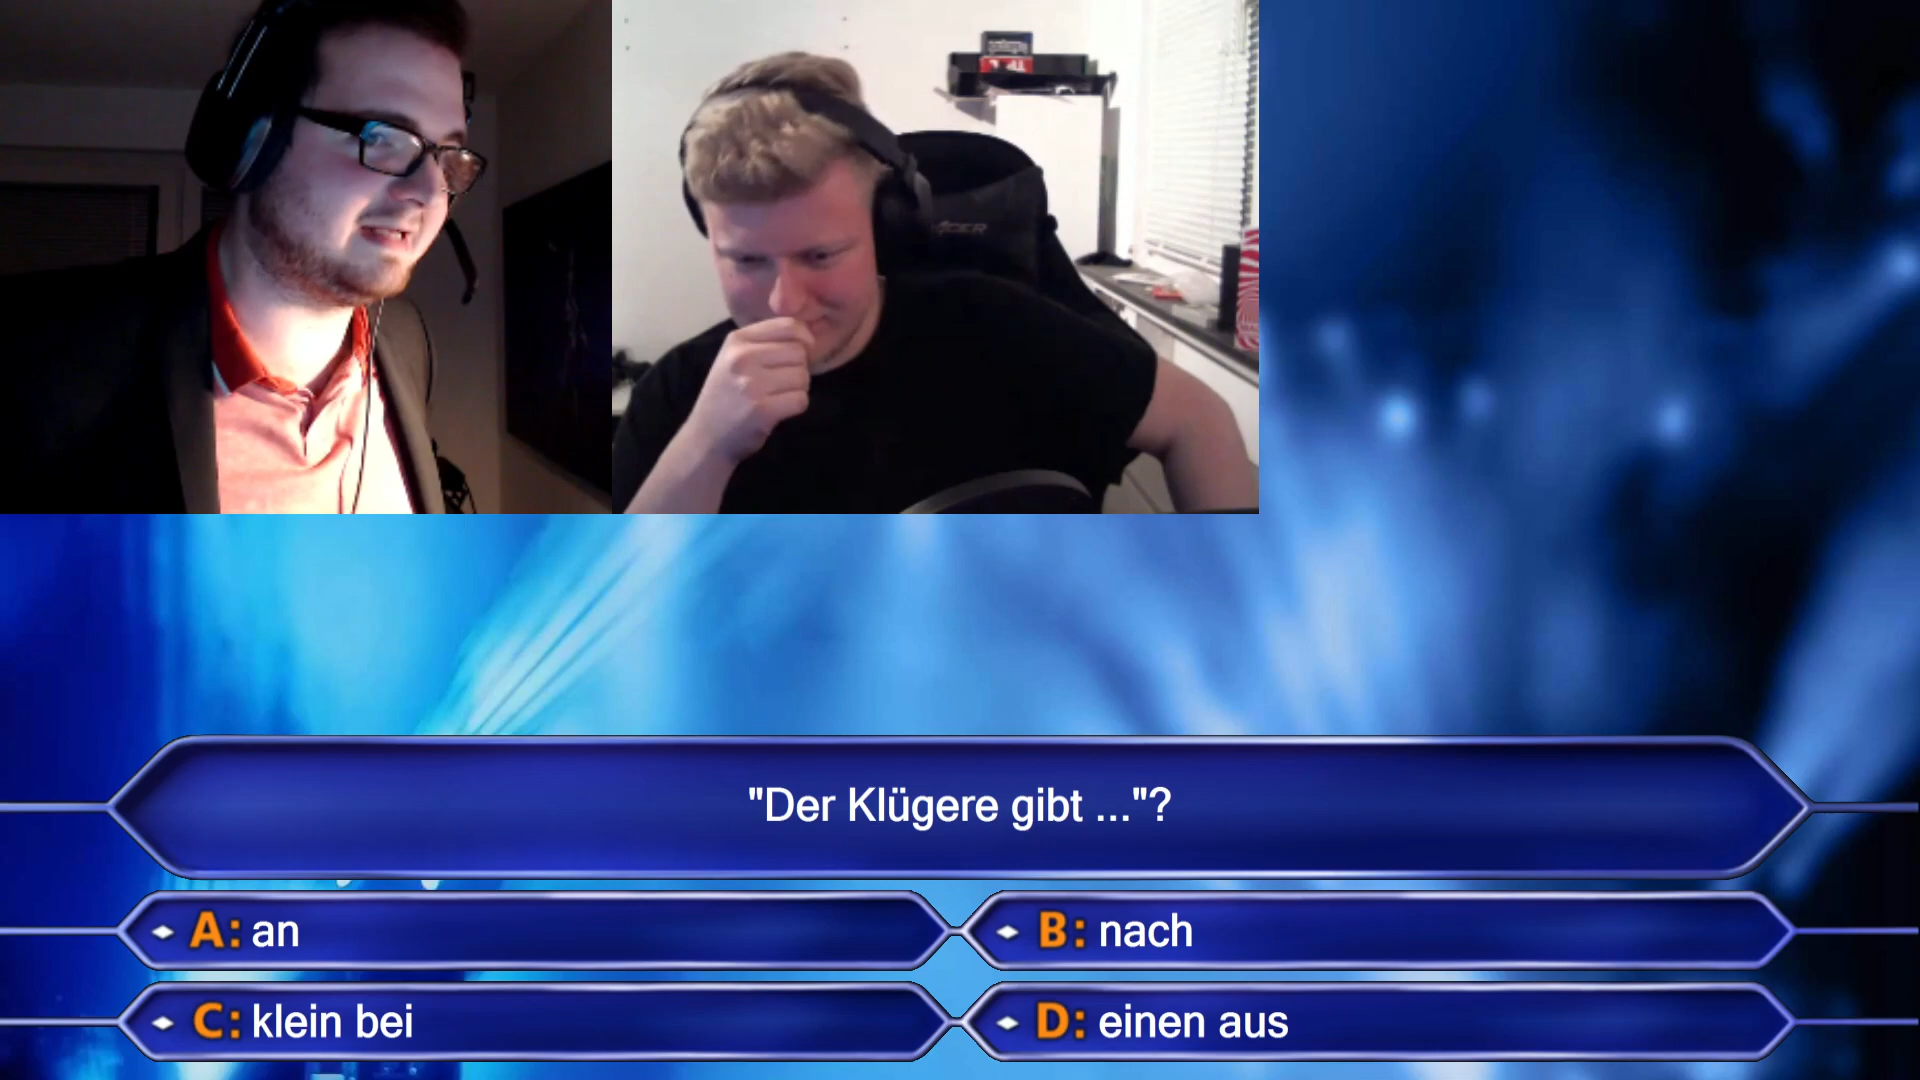 "Der Klügere gibt ..."?
A: an
B: nach
C: klein bei
D: einen aus